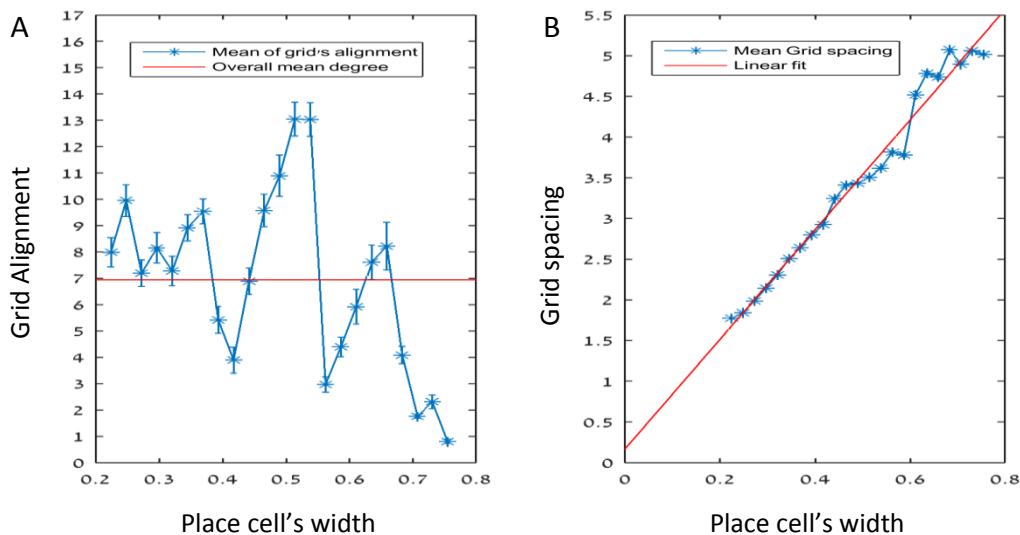 A
Grid Alignment
17
16
15
14
13
12
11
10
9
8
7
6
5
4
3
2
1
0
Mean of grid's alignment
Overall mean degree
0.2 0.3 0.4 0.5 0.6 0.7 0.8
Place cell’s width
B
Grid spacing
5.5
5
4.5
4
3.5
3
2.5
2
1.5
1
0.5
0
Mean Grid spacing
Linear fit
0 0.2 0.4 0.6 0.8
Place cell’s width